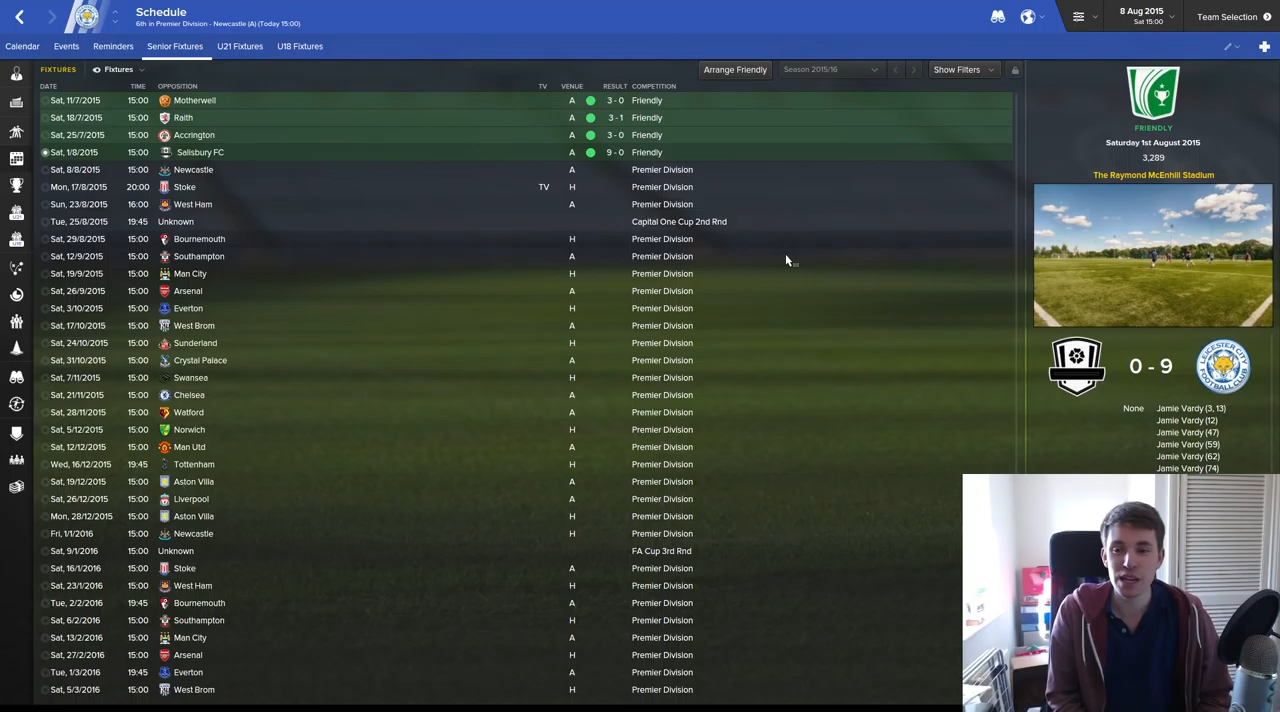 Schedule
6th in Premier Division - Newcastle (A) (Today 15:00)
8 Aug 2015
Sat 15:00
Team Selection
Calendar Events Reminders Senior Fixtures U21 Fixtures U18 Fixtures
FIXTURES Fixtures Arrange Friendly Season 2015/16 Show Filters
DATE TIME OPPOSITION TV VENUE RESULT COMPETITION
Sat, 11/7/2015 15:00 Motherwell A 3 - 0 Friendly
Sat, 18/7/2015 15:00 Raith A 3 - 1 Friendly
Sat, 25/7/2015 15:00 Accrington A 3 - 0 Friendly
Sat, 1/8/2015 15:00 Salisbury FC A 9 - 0 Friendly
Sat, 8/8/2015 15:00 Newcastle A Premier Division
Mon, 17/8/2015 20:00 Stoke TV H Premier Division
Sun, 23/8/2015 16:00 West Ham A Premier Division
Tue, 25/8/2015 19:45 Unknown Capital One Cup 2nd Rnd
Sat, 29/8/2015 15:00 Bournemouth H Premier Division
Sat, 12/9/2015 15:00 Southampton A Premier Division
Sat, 19/9/2015 15:00 Man City H Premier Division
Sat, 26/9/2015 15:00 Arsenal A Premier Division
Sat, 3/10/2015 15:00 Everton H Premier Division
Sat, 17/10/2015 15:00 West Brom A Premier Division
Sat, 24/10/2015 15:00 Sunderland H Premier Division
Sat, 31/10/2015 15:00 Crystal Palace A Premier Division
Sat, 7/11/2015 15:00 Swansea H Premier Division
Sat, 21/11/2015 15:00 Chelsea A Premier Division
Sat, 28/11/2015 15:00 Watford A Premier Division
Sat, 5/12/2015 15:00 Norwich H Premier Division
Sat, 12/12/2015 15:00 Man Utd A Premier Division
Wed, 16/12/2015 19:45 Tottenham H Premier Division
Sat, 19/12/2015 15:00 Aston Villa A Premier Division
Sat, 26/12/2015 15:00 Liverpool A Premier Division
Mon, 28/12/2015 15:00 Aston Villa H Premier Division
Fri, 1/1/2016 15:00 Newcastle H Premier Division
Sat, 9/1/2016 15:00 Unknown FA Cup 3rd Rnd
Sat, 16/1/2016 15:00 Stoke A Premier Division
Sat, 23/1/2016 15:00 West Ham H Premier Division
Tue, 2/2/2016 19:45 Bournemouth A Premier Division
Sat, 6/2/2016 15:00 Southampton H Premier Division
Sat, 13/2/2016 15:00 Man City A Premier Division
Sat, 27/2/2016 15:00 Arsenal H Premier Division
Tue, 1/3/2016 19:45 Everton A Premier Division
Sat, 5/3/2016 15:00 West Brom H Premier Division
FRIENDLY
Saturday 1st August 2015
3,289
The Raymond McEnhill Stadium
0 - 9
LEICESTER CITY FOOTBALL CLUB
None Jamie Vardy (3, 13)
Jamie Vardy (12)
Jamie Vardy (47)
Jamie Vardy (59)
Jamie Vardy (62)
Jamie Vardy (74)
U21
U18